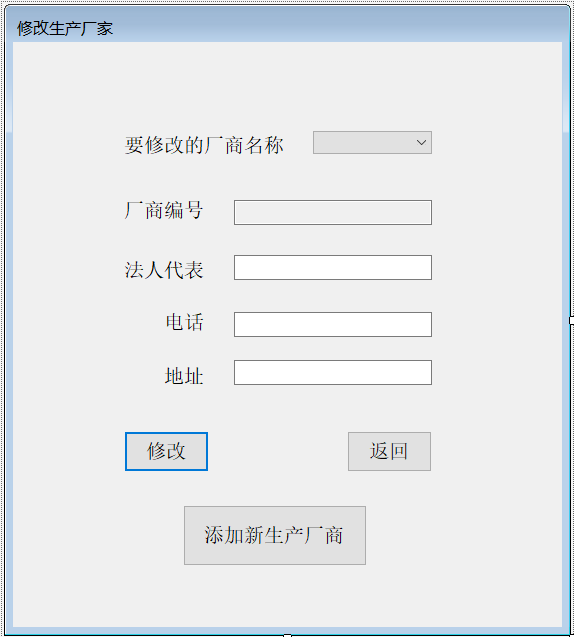 修改生产厂家
要修改的厂商名称
厂商编号
法人代表
电话
地址
修改
返回
添加新生产厂商